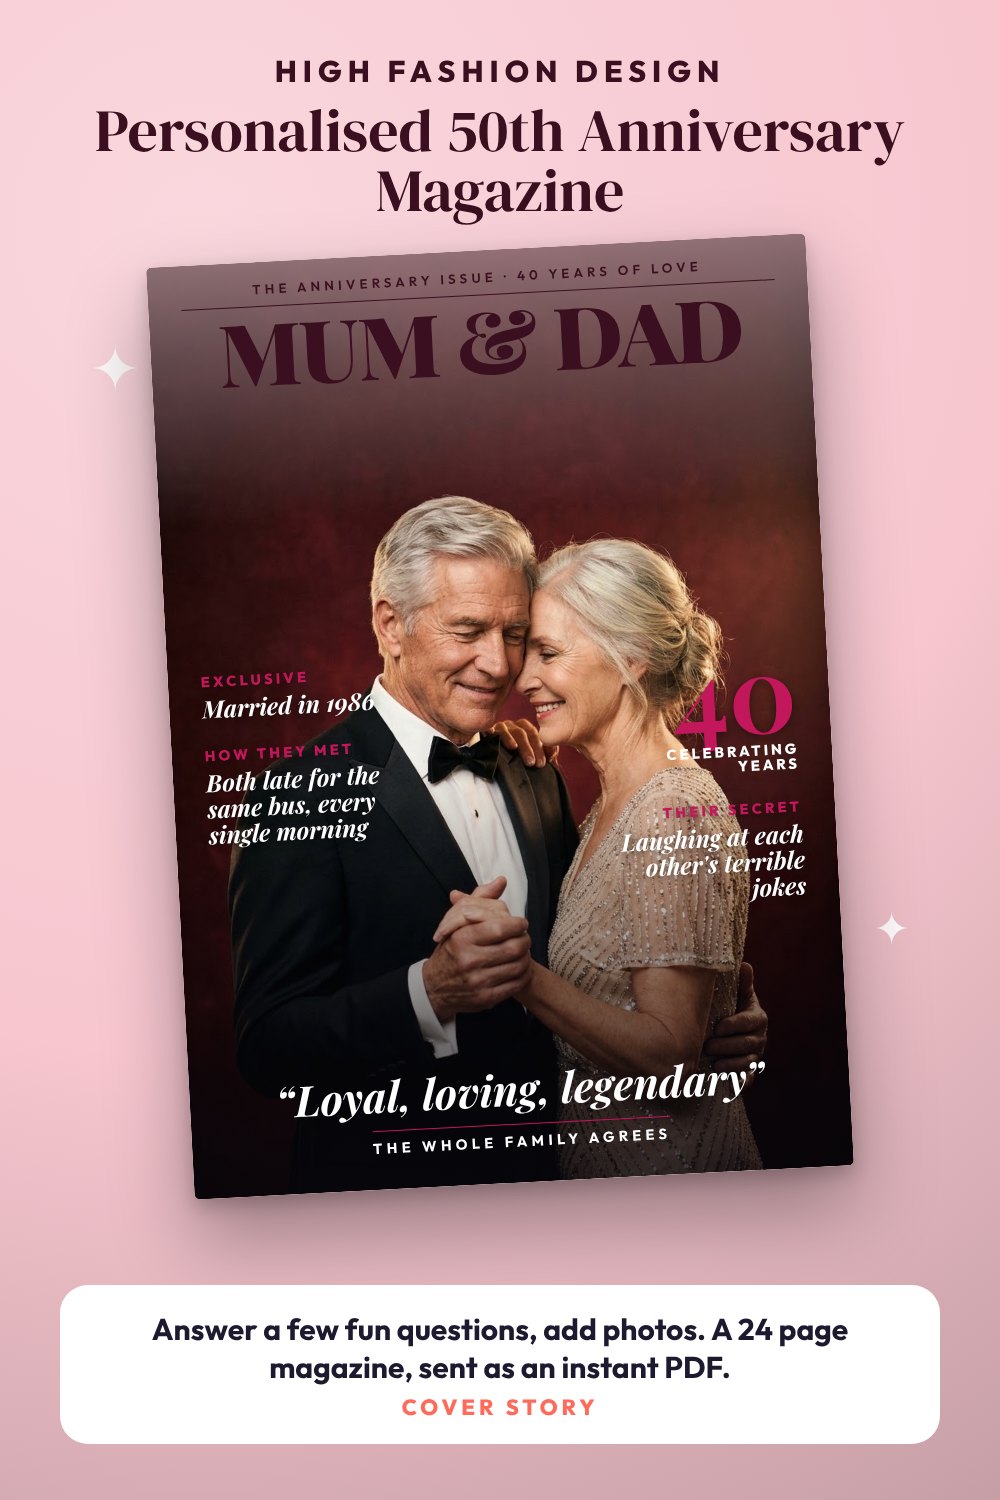 HIGH FASHION DESIGN
Personalised 50th Anniversary
Magazine
THE ANNIVERSARY ISSUE · 40 YEARS OF LOVE
MUM & DAD
EXCLUSIVE
Married in 1986
HOW THEY MET
Both late for the
same bus, every
single morning
40
CELEBRATING
YEARS
THEIR SECRET
Laughing at each
other's terrible
jokes
“Loyal, loving, legendary”
THE WHOLE FAMILY AGREES
Answer a few fun questions, add photos. A 24 page
magazine, sent as an instant PDF.
COVER STORY